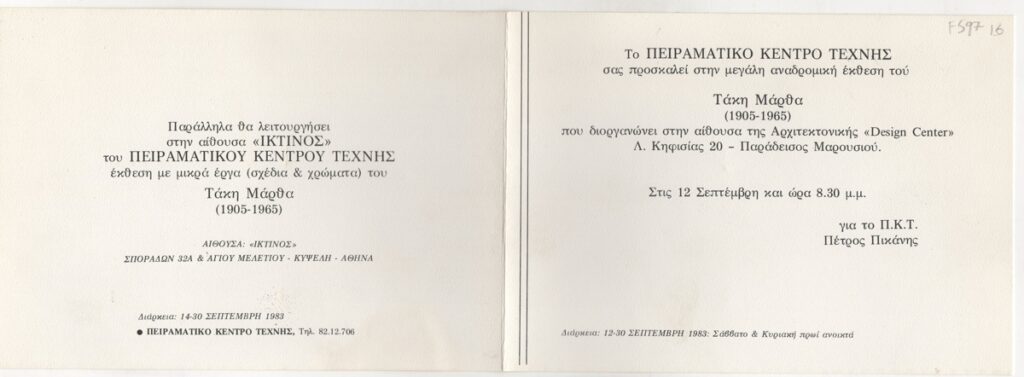 Παράλληλα θα λειτουργήσει
στην αίθουσα «ΙΚΤΙΝΟΣ»
του ΠΕΙΡΑΜΑΤΙΚΟΥ ΚΕΝΤΡΟΥ ΤΕΧΝΗΣ
έκθεση με μικρά έργα (σχέδια & χρώματα) του
Τάκη Μάρθα
(1905-1965)
ΑΙΘΟΥΣΑ: «ΙΚΤΙΝΟΣ»
ΣΠΟΡΑΔΩΝ 32Α & ΑΓΙΟΥ ΜΕΛΕΤΙΟΥ - ΚΥΨΕΛΗ - ΑΘΗΝΑ
Διάρκεια: 14-30 ΣΕΠΤΕΜΒΡΗ 1983
● ΠΕΙΡΑΜΑΤΙΚΟ ΚΕΝΤΡΟ ΤΕΧΝΗΣ, Τηλ. 82.12.706
F597 16
Το ΠΕΙΡΑΜΑΤΙΚΟ ΚΕΝΤΡΟ ΤΕΧΝΗΣ
σας προσκαλεί στην μεγάλη αναδρομική έκθεση τού
Τάκη Μάρθα
(1905-1965)
που διοργανώνει στην αίθουσα της Αρχιτεκτονικής «Design Center»
Λ. Κηφισίας 20 – Παράδεισος Μαρουσιού.
Στις 12 Σεπτέμβρη και ώρα 8.30 μ.μ.
για το Π.Κ.Τ.
Πέτρος Πικάνης
Διάρκεια: 12-30 ΣΕΠΤΕΜΒΡΗ 1983: Σάββατο & Κυριακή πρωί ανοικτά